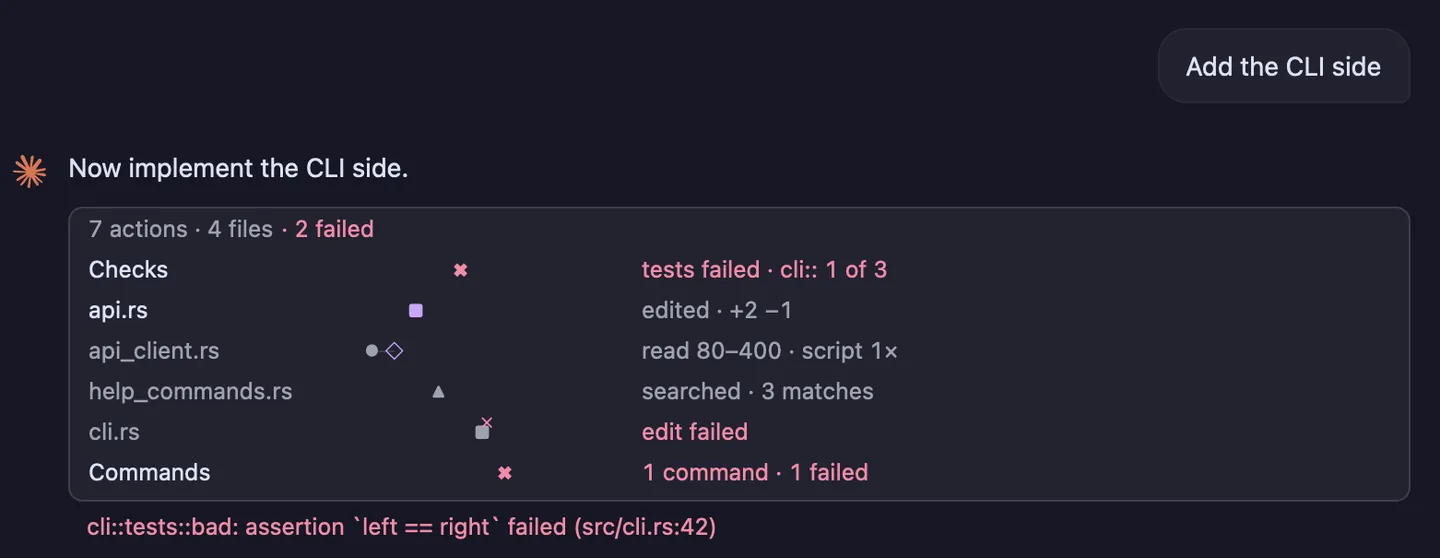 Add the CLI side
Now implement the CLI side.
7 actions · 4 files · 2 failed
Checks tests failed · cli:: 1 of 3
api.rs edited · +2 −1
api_client.rs read 80–400 · script 1×
help_commands.rs searched · 3 matches
cli.rs edit failed
Commands 1 command · 1 failed
cli::tests::bad: assertion `left == right` failed (src/cli.rs:42)